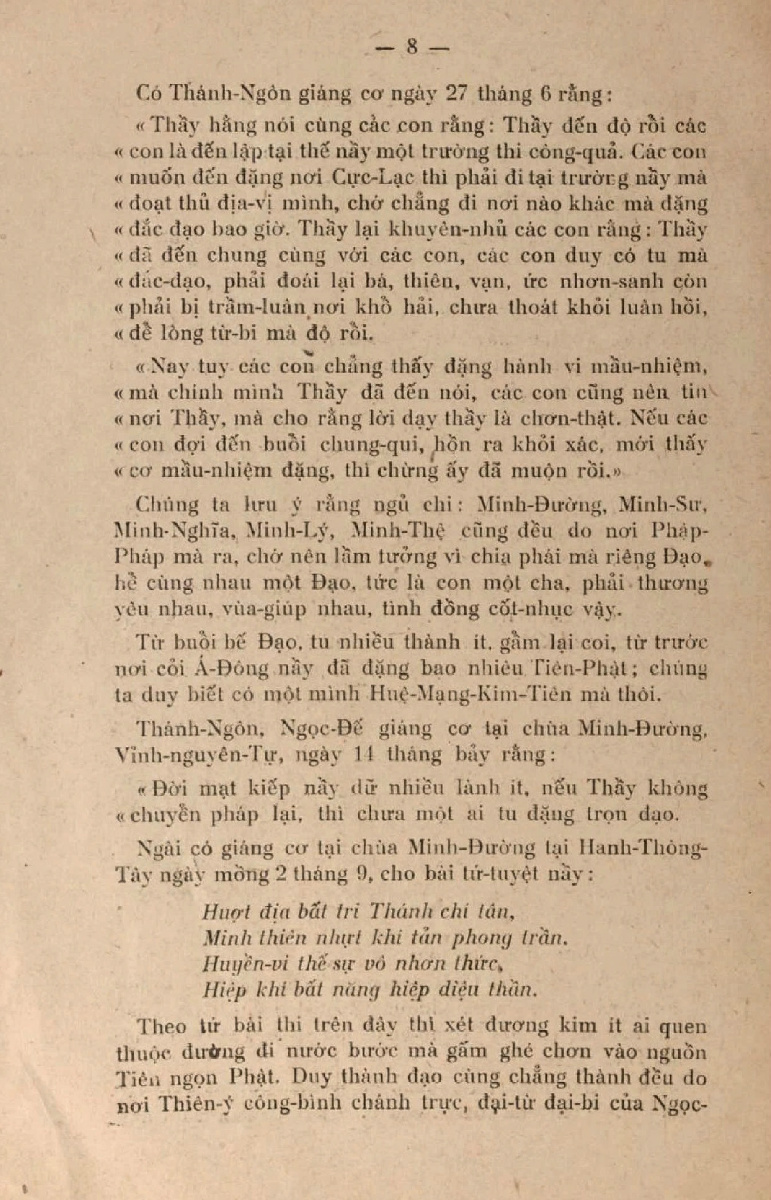 — 8 —
Có Thánh-Ngôn giáng cơ ngày 27 tháng 6 rằng:
« Thầy hằng nói cùng các con rằng: Thầy đến độ rồi các
« con là đến lập tại thế nầy một trường thi công-quả. Các con
« muốn đến đặng nơi Cực-Lạc thì phải đi tại trường nầy mà
« đoạt thủ địa-vị mình, chớ chẳng đi nơi nào khác mà đặng
« đắc đạo bao giờ. Thầy lại khuyên-nhủ các con rằng: Thầy
« đã đến chung cùng với các con, các con duy có tu mà
« đắc-đạo, phải đoái lại bá, thiên, vạn, ức nhơn-sanh còn
« phải bị trầm-luân nơi khổ hải, chưa thoát khỏi luân hồi,
« để lòng từ-bi mà độ rồi.
« Nay tuy các con chẳng thấy đặng hành vi mầu-nhiệm,
« mà chính mình Thầy đã đến nói, các con cũng nên tin
« nơi Thầy, mà cho rằng lời dạy thầy là chơn-thật. Nếu các
« con đợi đến buổi chung-qui, hồn ra khỏi xác, mới thấy
« cơ mầu-nhiệm đặng, thì chừng ấy đã muộn rồi.»
Chúng ta lưu ý rằng ngủ chi: Minh-Đường, Minh-Sư,
Minh-Nghĩa, Minh-Lý, Minh-Thệ cũng đều do nơi Pháp-
Pháp mà ra, chớ nên lầm tưởng vì chia phái mà riêng Đạo,
hễ cùng nhau một Đạo, tức là con một cha, phải thương
yêu nhau, vùa-giúp nhau, tình đồng cốt-nhục vậy.
Từ buổi bế Đạo, tu nhiều thành ít, gẫm lại coi, từ trước
nơi cỏi Á-Đông nầy đã đặng bao nhiêu Tiên-Phật; chúng
ta duy biết có một mình Huệ-Mạng-Kim-Tiên mà thôi.
Thánh-Ngôn, Ngọc-Đế giáng cơ tại chùa Minh-Đường,
Vĩnh-nguyên-Tự, ngày 14 tháng bảy rằng:
« Đời mạt kiếp nầy dữ nhiều lành ít, nếu Thầy không
« chuyển pháp lại, thì chưa một ai tu đặng trọn đạo.
Ngài có giáng cơ tại chùa Minh-Đường tại Hanh-Thông-
Tây ngày mồng 2 tháng 9, cho bài tứ-tuyệt nầy:
Huợt địa bất tri Thánh chí tân,
Minh thiên nhựt khí tản phong trần.
Huyền-vi thế sự vô nhơn thức,
Hiệp khí bất năng hiệp diệu thần.
Theo tứ bài thi trên đây thì xét đương kim ít ai quen
thuộc đường đi nước bước mà gấm ghé chơn vào nguồn
Tiên ngọn Phật. Duy thành đạo cùng chẳng thành đều do
nơi Thiên-ý công-bình chánh trực, đại-từ đại-bi của Ngọc-